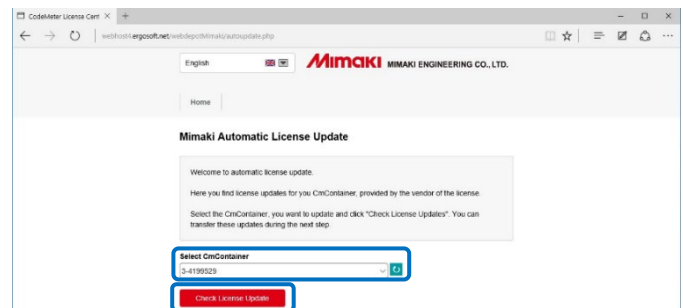 CodeMeter License Cent
webhost4.ergosoft.net/webdepotMimaki/autoupdate.php
English
Mimaki MIMAKI ENGINEERING CO., LTD.
Home
Mimaki Automatic License Update
Welcome to automatic license update.
Here you find license updates for you CmContainer, provided by the vendor of the license.
Select the CmContainer, you want to update and click "Check License Updates". You can
transfer these updates during the next step.
Select CmContainer
3-4199529
Check License Update